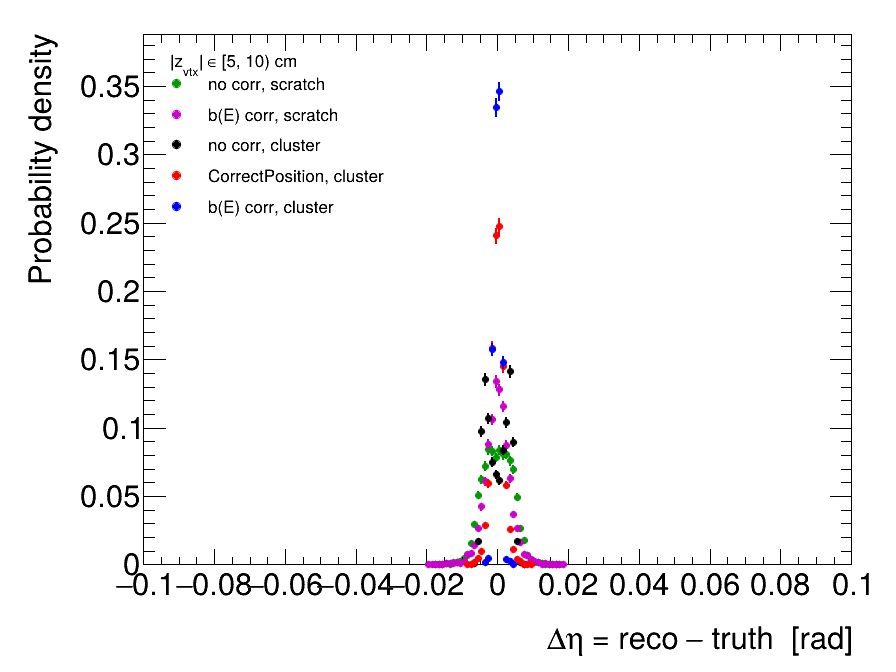 Probability density
|z_vtx| ∈ [5, 10) cm
no corr, scratch
b(E) corr, scratch
no corr, cluster
CorrectPosition, cluster
b(E) corr, cluster
0.35
0.3
0.25
0.2
0.15
0.1
0.05
0
−0.1 −0.08 −0.06 −0.04 −0.02 0 0.02 0.04 0.06 0.08 0.1
Δη = reco − truth [rad]